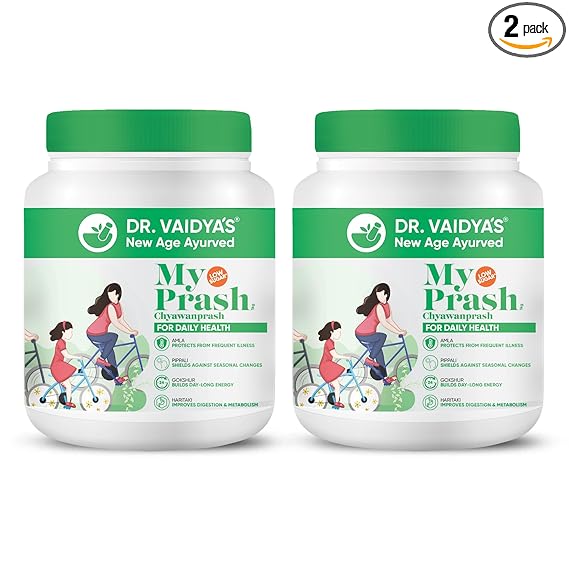 2 pack
DR. VAIDYA'S®
New Age Ayurved
My
LOW
SUGAR*
Prash
Chyawanprash
FOR DAILY HEALTH
AMLA
PROTECTS FROM FREQUENT ILLNESS
PIPPALI
SHIELDS AGAINST SEASONAL CHANGES
24
GOKSHUR
BUILDS DAY-LONG ENERGY
HARITAKI
IMPROVES DIGESTION & METABOLISM
DR. VAIDYA'S®
New Age Ayurved
My
LOW
SUGAR*
Prash
Chyawanprash
FOR DAILY HEALTH
AMLA
PROTECTS FROM FREQUENT ILLNESS
PIPPALI
SHIELDS AGAINST SEASONAL CHANGES
24
GOKSHUR
BUILDS DAY-LONG ENERGY
HARITAKI
IMPROVES DIGESTION & METABOLISM